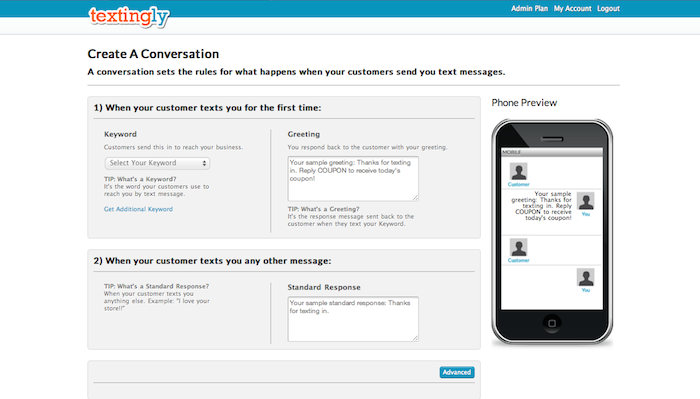 textingly
Admin Plan My Account Logout
Create A Conversation
A conversation sets the rules for what happens when your customers send you text messages.
1) When your customer texts you for the first time:
Keyword
Customers send this in to reach your business.
Select Your Keyword
TIP: What's a Keyword?
It's the word your customers use to
reach you by text message.
Get Additional Keyword
Greeting
You respond back to the customer with your greeting.
Your sample greeting: Thanks for texting
in. Reply COUPON to receive today's
coupon!
TIP: What's a Greeting?
It's the response message sent back to the
customer when they text your Keyword.
2) When your customer texts you any other message:
TIP: What's a Standard Response?
When your customer texts you
anything else. Example: "I love your
store!!"
Standard Response
Your sample standard response: Thanks
for texting in.
Advanced
Phone Preview
MOBILE
Customer
Your sample
greeting: Thanks for
texting in. Reply
COUPON to receive
today's coupon!
You
Customer
You